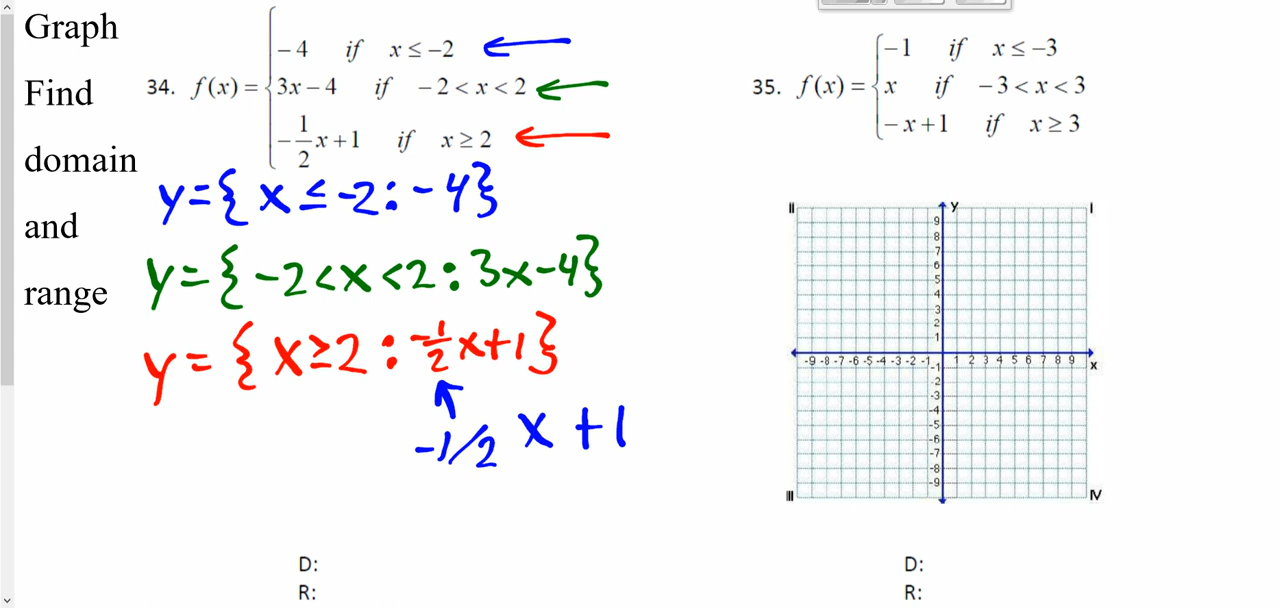 Graph
Find
domain
and
range
34. f(x) = { -4 if x ≤ -2
3x - 4 if -2 < x < 2
-1/2 x + 1 if x ≥ 2
y = { x ≤ -2 : -4 }
y = { -2 < x < 2 : 3x - 4 }
y = { x ≥ 2 : -1/2 x + 1 }
-1/2 x + 1
D:
R:
35. f(x) = { -1 if x ≤ -3
x if -3 < x < 3
-x + 1 if x ≥ 3
II y I
9
8
7
6
5
4
3
2
1
-9 -8 -7 -6 -5 -4 -3 -2 -1 1 2 3 4 5 6 7 8 9 x
-1
-2
-3
-4
-5
-6
-7
-8
-9
III IV
D:
R: